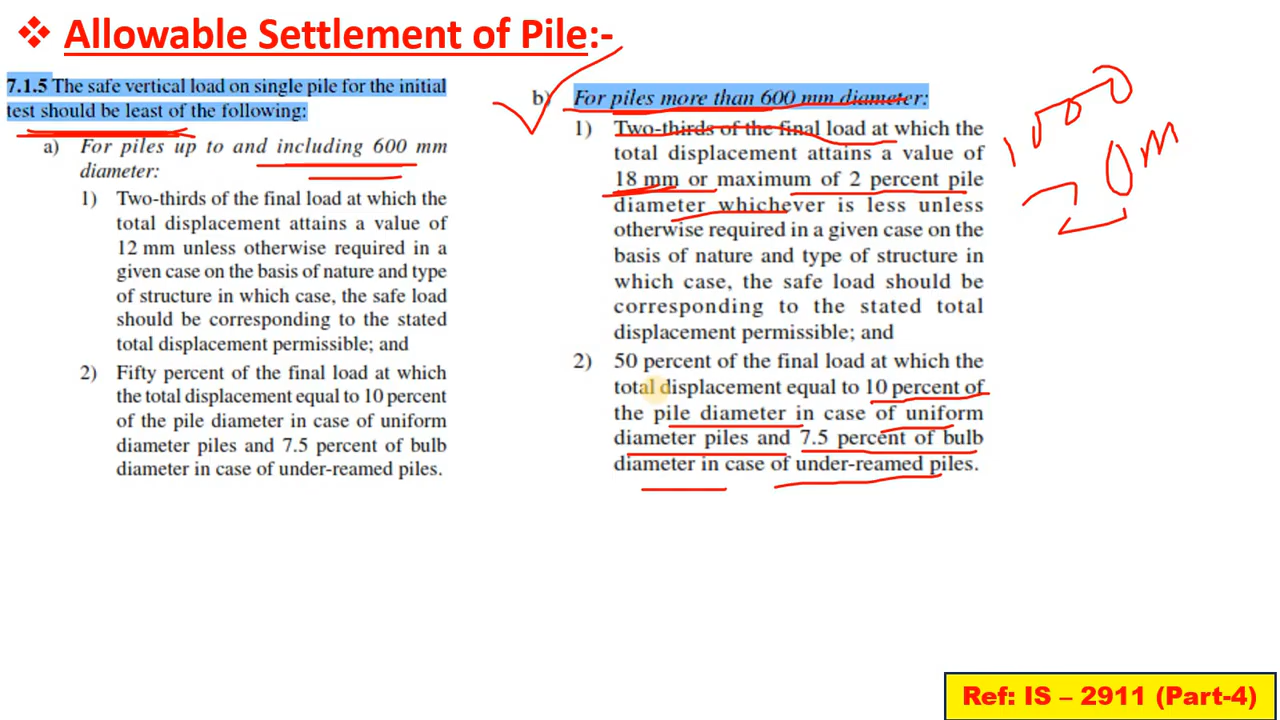 ❖ Allowable Settlement of Pile:-
7.1.5 The safe vertical load on single pile for the initial
test should be least of the following:
a) For piles up to and including 600 mm
diameter:
1) Two-thirds of the final load at which the
total displacement attains a value of
12 mm unless otherwise required in a
given case on the basis of nature and type
of structure in which case, the safe load
should be corresponding to the stated
total displacement permissible; and
2) Fifty percent of the final load at which
the total displacement equal to 10 percent
of the pile diameter in case of uniform
diameter piles and 7.5 percent of bulb
diameter in case of under-reamed piles.
b) For piles more than 600 mm diameter:
1) Two-thirds of the final load at which the
total displacement attains a value of
18 mm or maximum of 2 percent pile
diameter whichever is less unless
otherwise required in a given case on the
basis of nature and type of structure in
which case, the safe load should be
corresponding to the stated total
displacement permissible; and
2) 50 percent of the final load at which the
total displacement equal to 10 percent of
the pile diameter in case of uniform
diameter piles and 7.5 percent of bulb
diameter in case of under-reamed piles.
1000
20m
Ref: IS – 2911 (Part-4)